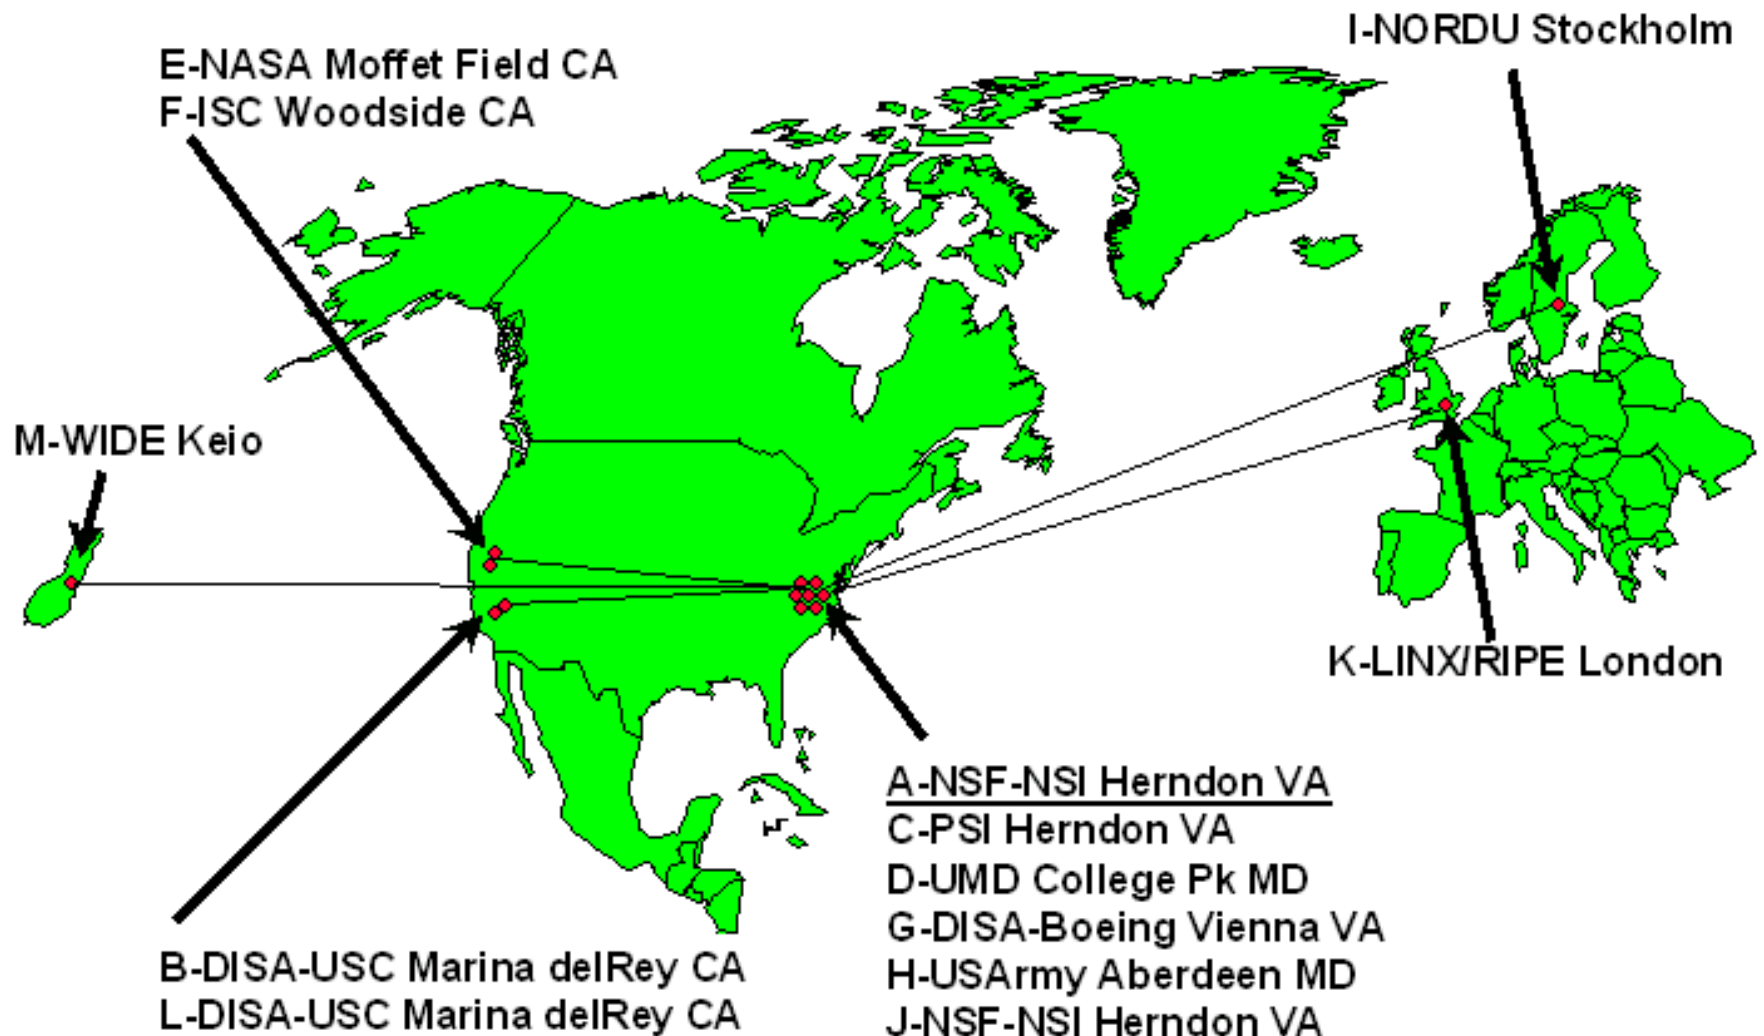 I-NORDU Stockholm
E-NASA Moffet Field CA
F-ISC Woodside CA
M-WIDE Keio
K-LINX/RIPE London
A-NSF-NSI Herndon VA
C-PSI Herndon VA
D-UMD College Pk MD
G-DISA-Boeing Vienna VA
H-USArmy Aberdeen MD
J-NSF-NSI Herndon VA
B-DISA-USC Marina delRey CA
L-DISA-USC Marina delRey CA